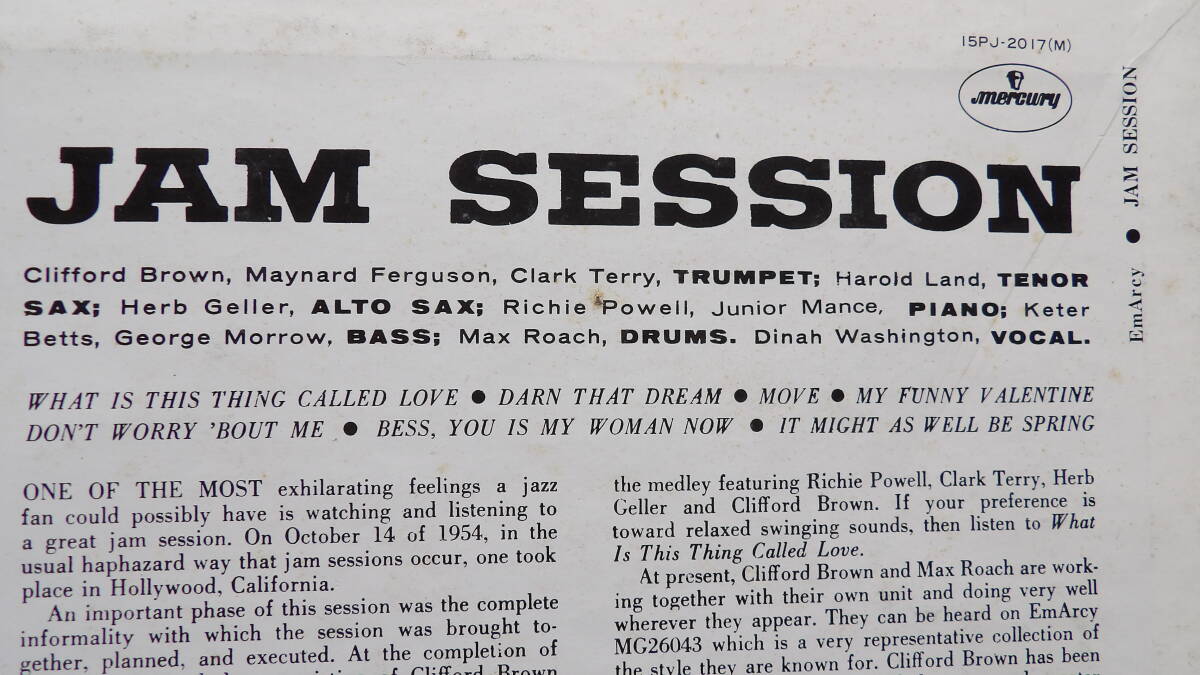 15PJ-2017(M)
mercury
JAM SESSION
Clifford Brown, Maynard Ferguson, Clark Terry, TRUMPET; Harold Land, TENOR
SAX; Herb Geller, ALTO SAX; Richie Powell, Junior Mance, PIANO; Keter
Betts, George Morrow, BASS; Max Roach, DRUMS. Dinah Washington, VOCAL.
WHAT IS THIS THING CALLED LOVE ● DARN THAT DREAM ● MOVE ● MY FUNNY VALENTINE
DON'T WORRY 'BOUT ME ● BESS, YOU IS MY WOMAN NOW ● IT MIGHT AS WELL BE SPRING
ONE OF THE MOST exhilarating feelings a jazz
fan could possibly have is watching and listening to
a great jam session. On October 14 of 1954, in the
usual haphazard way that jam sessions occur, one took
place in Hollywood, California.
An important phase of this session was the complete
informality with which the session was brought to-
gether, planned, and executed. At the completion of
of Clifford Brown
the medley featuring Richie Powell, Clark Terry, Herb
Geller and Clifford Brown. If your preference is
toward relaxed swinging sounds, then listen to What
Is This Thing Called Love.
At present, Clifford Brown and Max Roach are work-
ing together with their own unit and doing very well
wherever they appear. They can be heard on EmArcy
MG26043 which is a very representative collection of
the style they are known for. Clifford Brown has been
EmArcy ● JAM SESSION